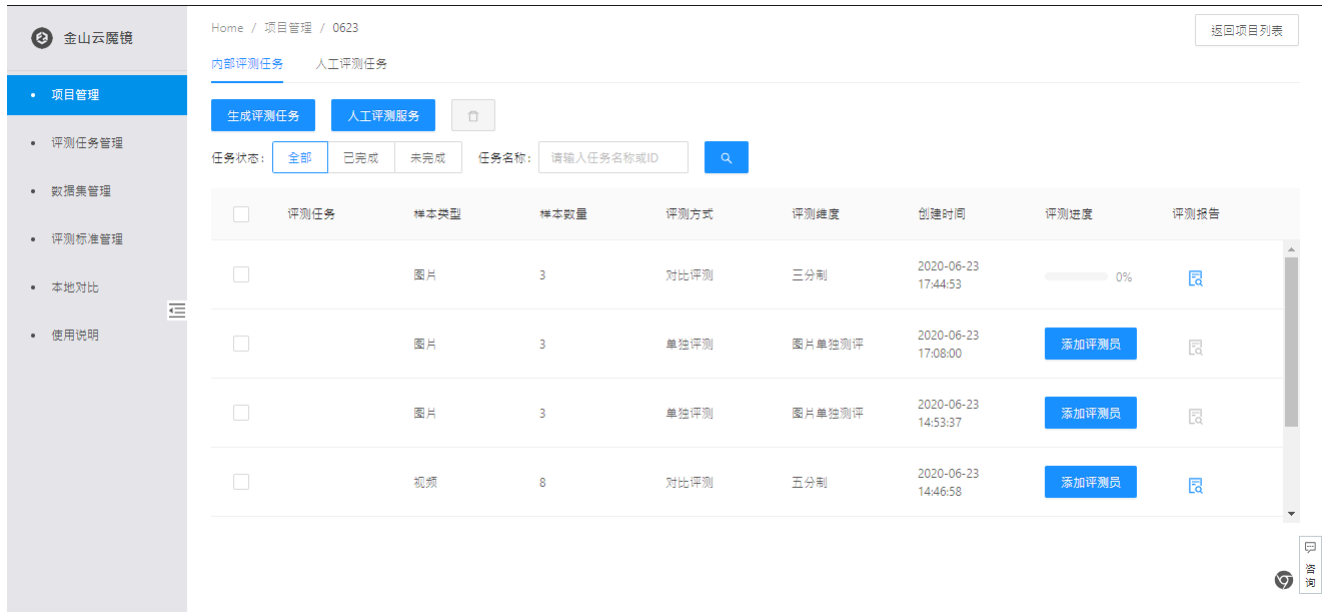 金山云魔镜
Home / 项目管理 / 0623
返回项目列表
内部评测任务 人工评测任务
项目管理
评测任务管理
数据集管理
评测标准管理
本地对比
使用说明
生成评测任务 人工评测服务
任务状态: 全部 已完成 未完成 任务名称: 请输入任务名称或ID
评测任务 样本类型 样本数量 评测方式 评测维度 创建时间 评测进度 评测报告
图片 3 对比评测 三分制 2020-06-23 17:44:53 0%
图片 3 单独评测 图片单独测评 2020-06-23 17:08:00 添加评测员
图片 3 单独评测 图片单独测评 2020-06-23 14:53:37 添加评测员
视频 8 对比评测 五分制 2020-06-23 14:46:58 添加评测员
咨询